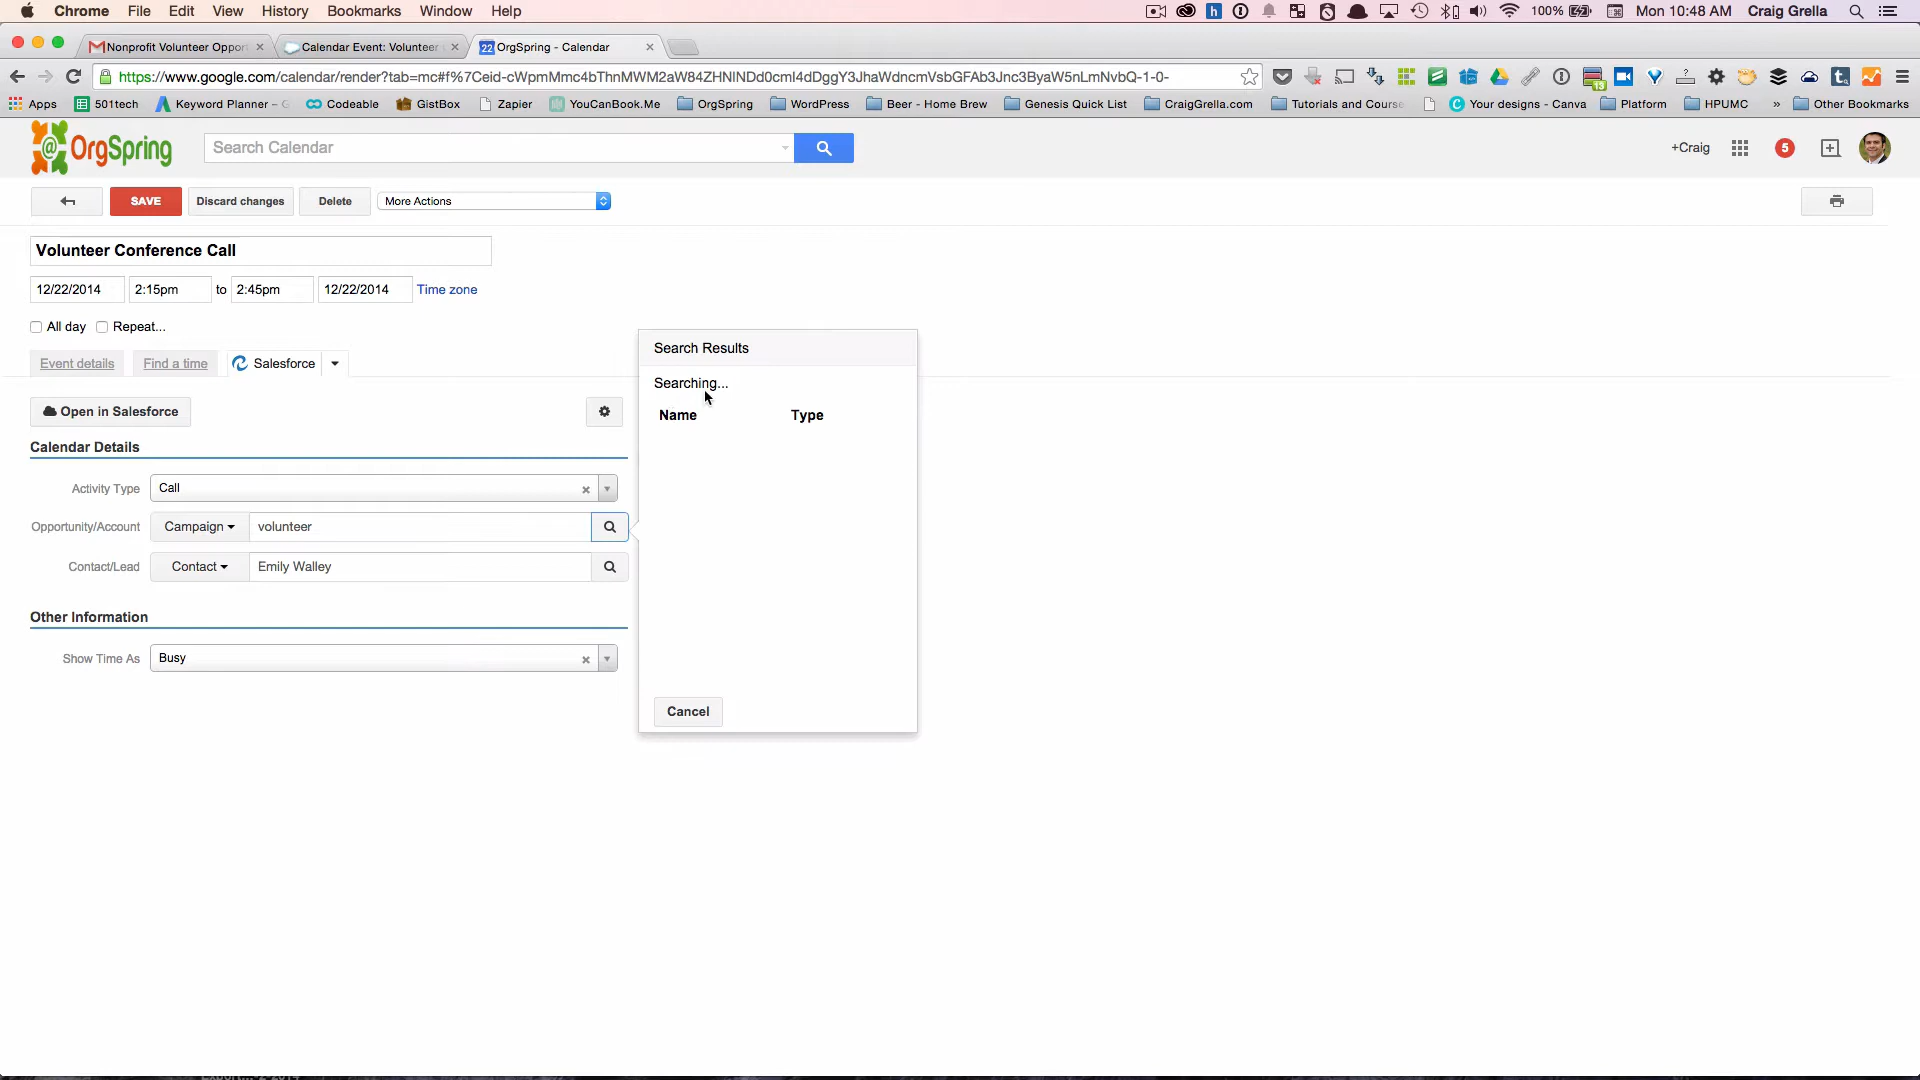 Chrome File Edit View History Bookmarks Window Help 100% Mon 10:48 AM Craig Grella
Nonprofit Volunteer Oppor Calendar Event: Volunteer 22 OrgSpring - Calendar
https://www.google.com/calendar/render?tab=mc#f%7Ceid-cWpmMmc4bThnMWM2aW84ZHNlNDd0cml4dDggY3JhaWdncmVsbGFAb3Jnc3ByaW5nLmNvbQ-1-0-
Apps 501tech Keyword Planner – G Codeable GistBox Zapier YouCanBook.Me OrgSpring WordPress Beer - Home Brew Genesis Quick List CraigGrella.com Tutorials and Course Your designs - Canva Platform HPUMC » Other Bookmarks
@ OrgSpring Search Calendar +Craig 5
SAVE Discard changes Delete More Actions
Volunteer Conference Call
12/22/2014 2:15pm to 2:45pm 12/22/2014 Time zone
All day Repeat...
Event details Find a time Salesforce
Search Results
Searching...
Name Type
Cancel
Open in Salesforce
Calendar Details
Activity Type Call
Opportunity/Account Campaign volunteer
Contact/Lead Contact Emily Walley
Other Information
Show Time As Busy